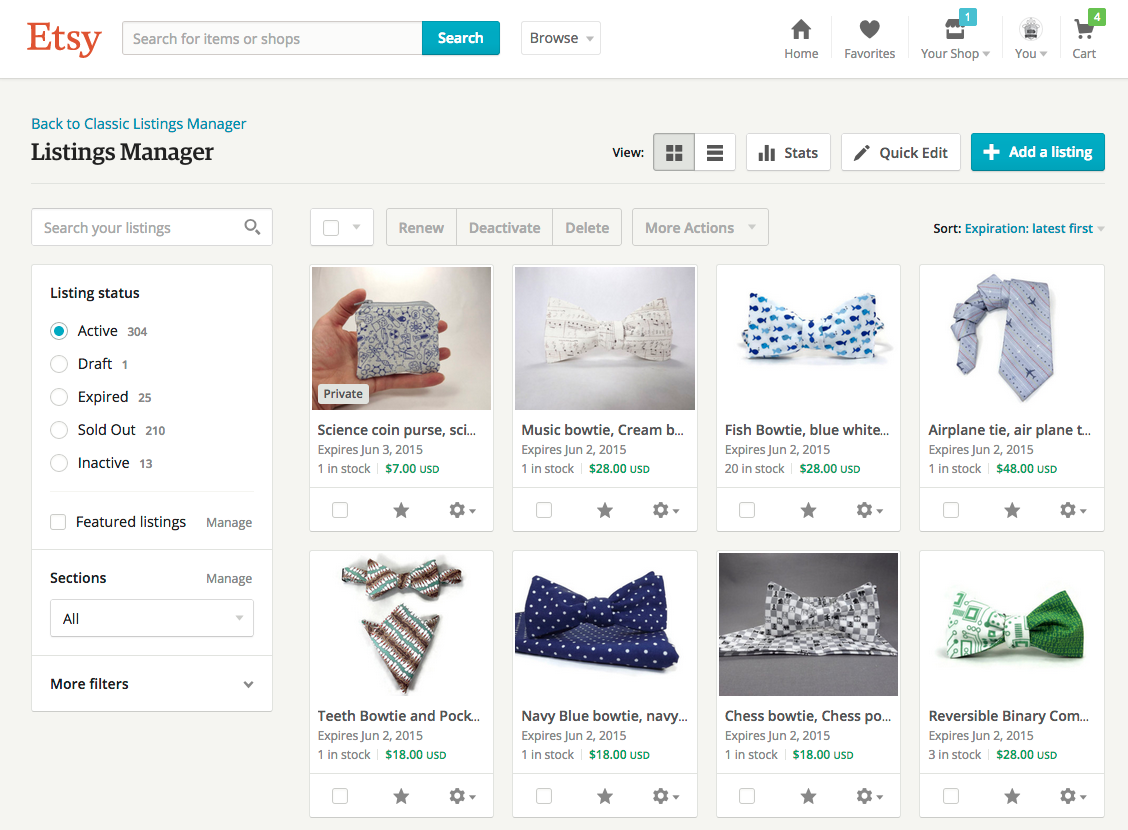 Etsy
Search for items or shops
Search
Browse
1
4
Home
Favorites
Your Shop
You
Cart
Back to Classic Listings Manager
Listings Manager
View:
Stats
Quick Edit
Add a listing
Search your listings
Renew
Deactivate
Delete
More Actions
Sort: Expiration: latest first
Listing status
Active 304
Draft 1
Expired 25
Sold Out 210
Inactive 13
Featured listings Manage
Sections Manage
All
More filters
Private
Science coin purse, sci...
Expires Jun 3, 2015
1 in stock $7.00 USD
Music bowtie, Cream b...
Expires Jun 2, 2015
1 in stock $28.00 USD
Fish Bowtie, blue white...
Expires Jun 2, 2015
20 in stock $28.00 USD
Airplane tie, air plane t...
Expires Jun 2, 2015
1 in stock $48.00 USD
Teeth Bowtie and Pock...
Expires Jun 2, 2015
1 in stock $18.00 USD
Navy Blue bowtie, navy...
Expires Jun 2, 2015
1 in stock $18.00 USD
Chess bowtie, Chess po...
Expires Jun 2, 2015
1 in stock $18.00 USD
Reversible Binary Com...
Expires Jun 2, 2015
3 in stock $28.00 USD